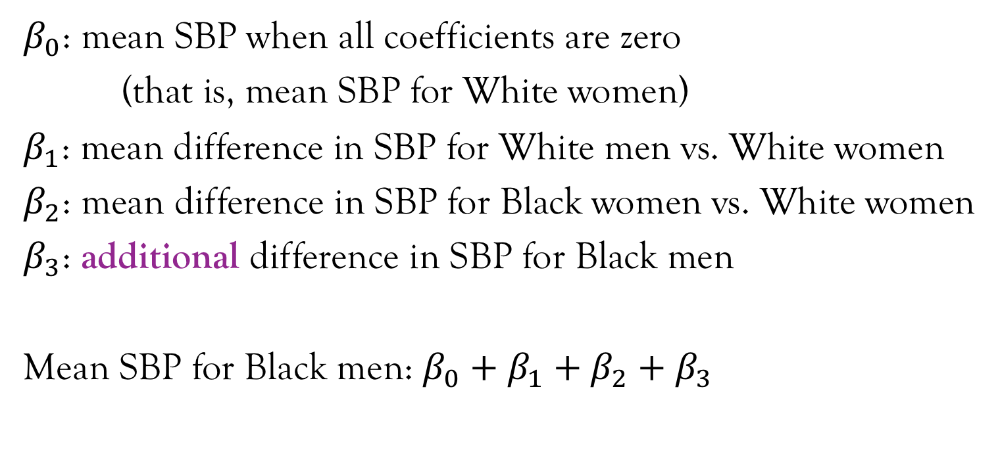 β₀: mean SBP when all coefficients are zero
(that is, mean SBP for White women)
β₁: mean difference in SBP for White men vs. White women
β₂: mean difference in SBP for Black women vs. White women
β₃: additional difference in SBP for Black men
Mean SBP for Black men: β₀ + β₁ + β₂ + β₃